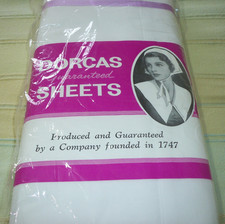 DORCAS
Guaranteed
SHEETS
Produced and Guaranteed
by a Company founded in 1747